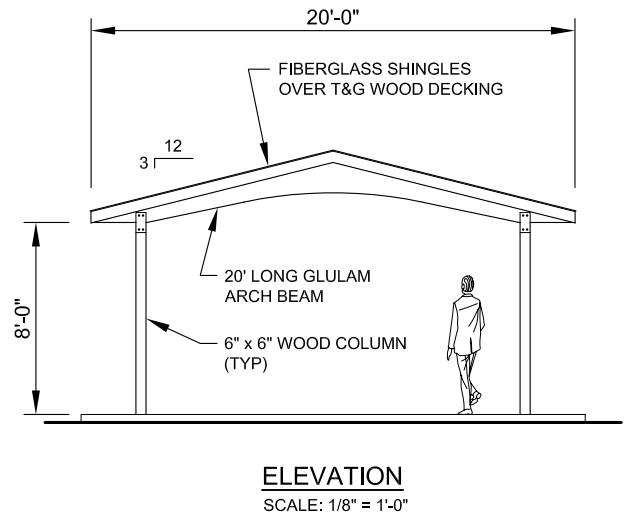 20'-0"
FIBERGLASS SHINGLES
OVER T&G WOOD DECKING
12
3
20' LONG GLULAM
ARCH BEAM
8'-0"
6" x 6" WOOD COLUMN
(TYP)
ELEVATION
SCALE: 1/8" = 1'-0"